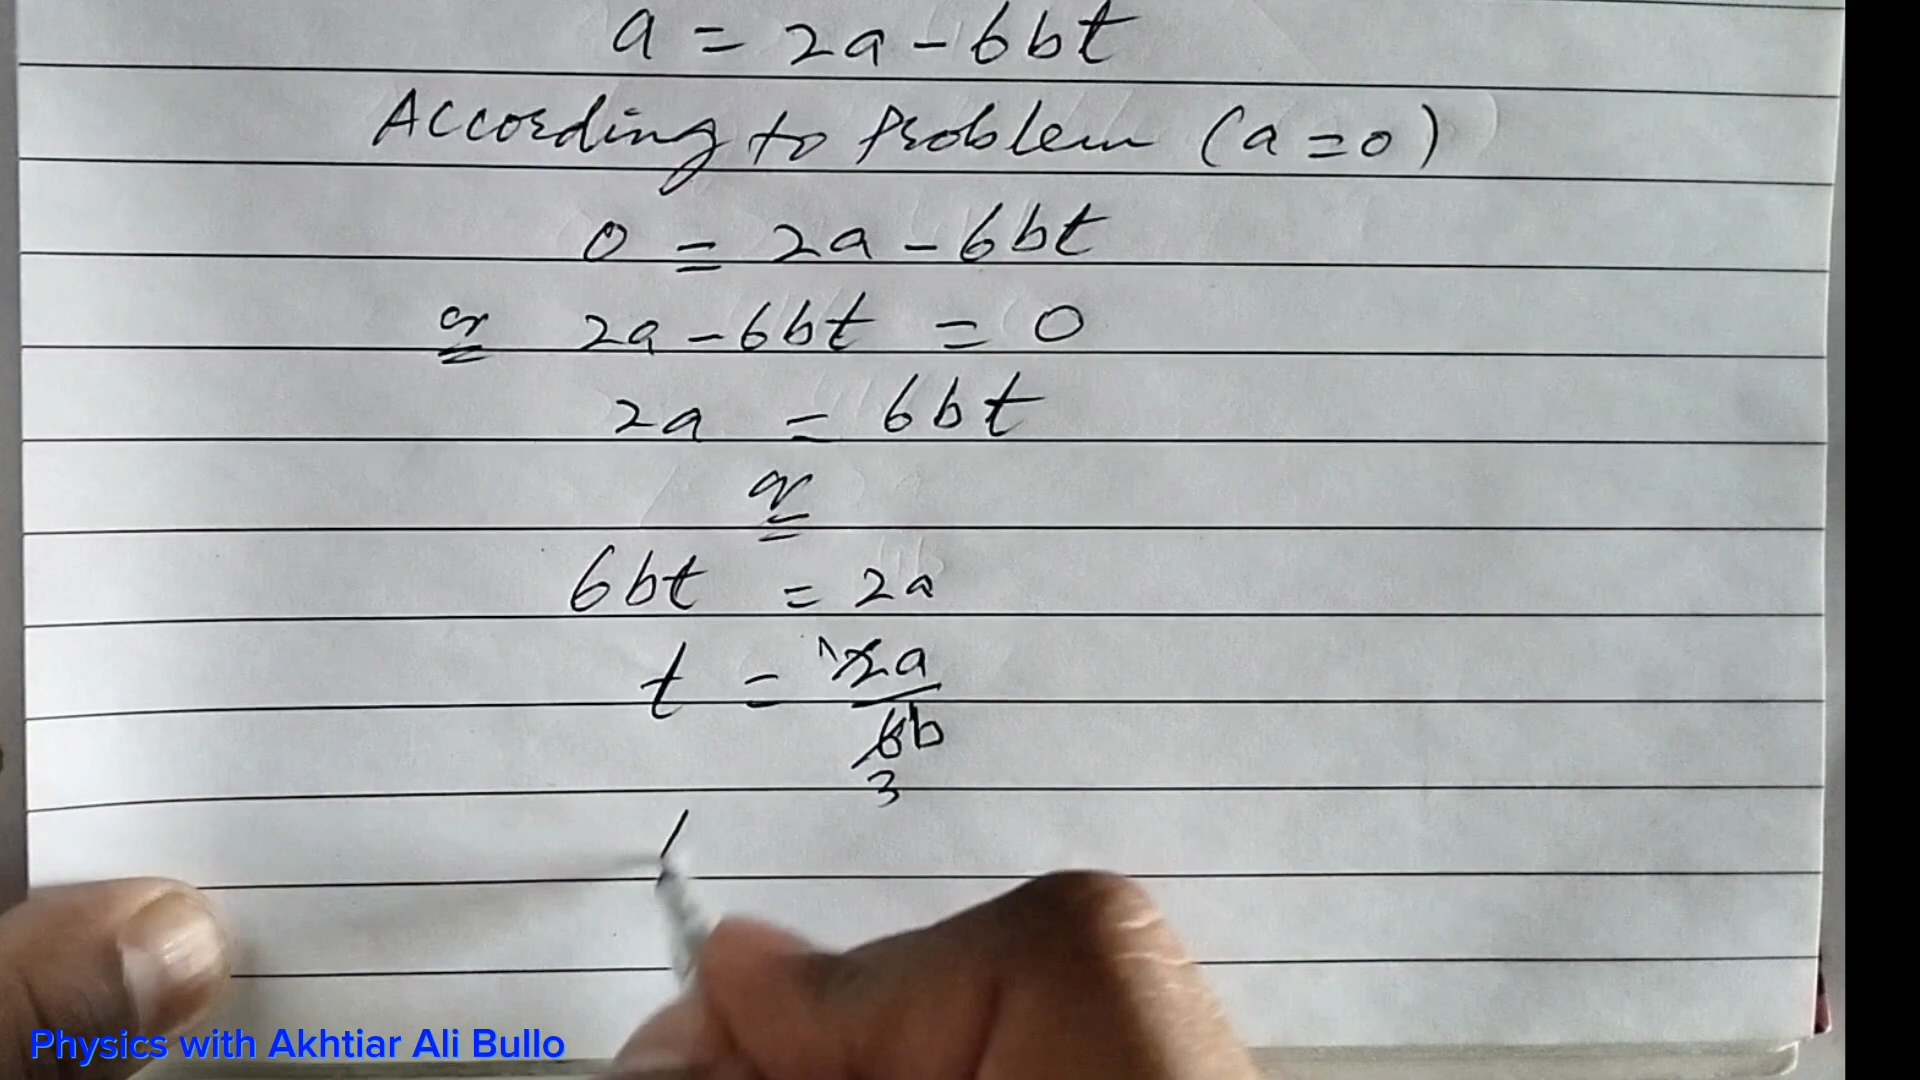 a = 2a - 6bt
According to Problem (a = 0)
0 = 2a - 6bt
or 2a - 6bt = 0
2a = 6bt
or
6bt = 2a
t = 1 2a
6b
3
Physics with Akhtiar Ali Bullo